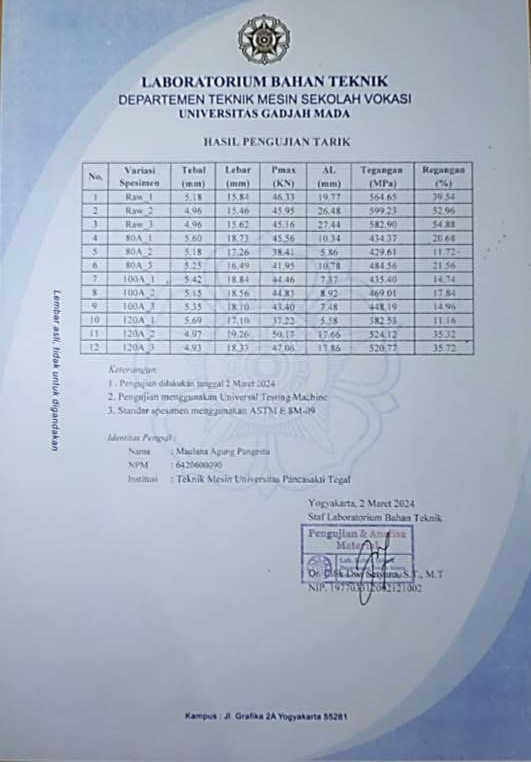 LABORATORIUM BAHAN TEKNIK
DEPARTEMEN TEKNIK MESIN SEKOLAH VOKASI
UNIVERSITAS GADJAH MADA
HASIL PENGUJIAN TARIK
No. Variasi Spesimen Tebal (mm) Lebar (mm) Pmax (KN) ΔL (mm) Tegangan (MPa) Regangan (%)
1 Raw_1 5.18 15.84 46.33 19.77 564.65 39.54
2 Raw_2 4.96 15.46 45.95 26.48 599.23 52.96
3 Raw_3 4.96 15.62 45.16 27.44 582.90 54.88
4 80A_1 5.60 18.73 45.56 10.34 434.37 20.68
5 80A_2 5.18 17.26 38.41 5.86 429.61 11.72
6 80A_3 5.25 16.49 41.95 10.78 484.56 21.56
7 100A_1 5.42 18.84 44.46 7.37 435.40 14.74
8 100A_2 5.15 18.56 44.83 8.92 469.01 17.84
9 100A_3 5.35 18.10 43.40 7.48 448.19 14.96
10 120A_1 5.69 17.10 37.22 5.58 382.53 11.16
11 120A_2 4.97 19.26 50.17 17.66 524.12 35.32
12 120A_3 4.93 18.33 47.06 17.86 520.77 35.72
Keterangan:
1. Pengujian dilakukan tanggal 2 Maret 2024
2. Pengujian menggunakan Universal Testing Machine
3. Standar spesimen menggunakan ASTM E 8M-09
Identitas Penguji:
Nama : Maulana Agung Pangestu
NPM : 6420600090
Institusi : Teknik Mesin Universitas Pancasakti Tegal
Yogyakarta, 2 Maret 2024
Staf Laboratorium Bahan Teknik
Pengujian & Analisa
Material
Dr. Dwi S.T., M.T
NIP.
Lembar asli, tidak untuk digandakan
Kampus : Jl. Grafika 2A Yogyakarta 55281